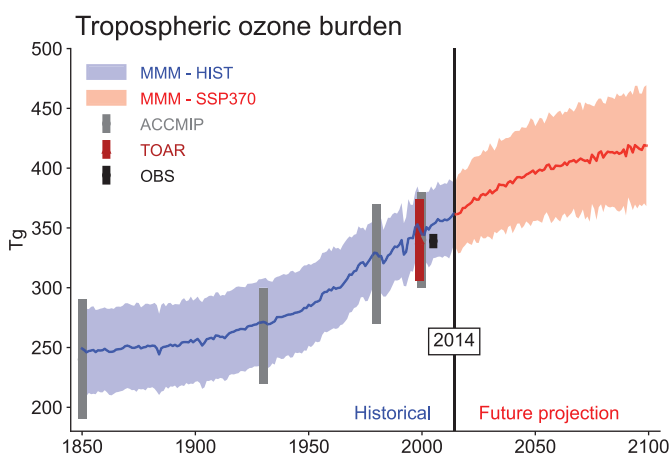 Tropospheric ozone burden
500
450
400
350
300
250
200
Tg
MMM - HIST
MMM - SSP370
ACCMIP
TOAR
OBS
2014
Historical
Future projection
1850
1900
1950
2000
2050
2100